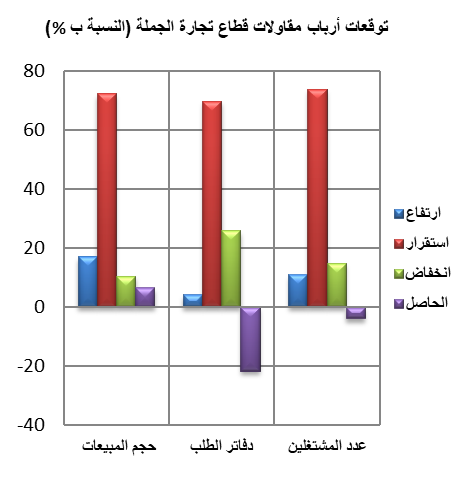 توقعات أرباب مقاولات قطاع تجارة الجملة (النسبة ب %)
80
60
40
20
0
-20
-40
ارتفاع
استقرار
انخفاض
الحاصل
حجم المبيعات
دفاتر الطلب
عدد المشتغلين